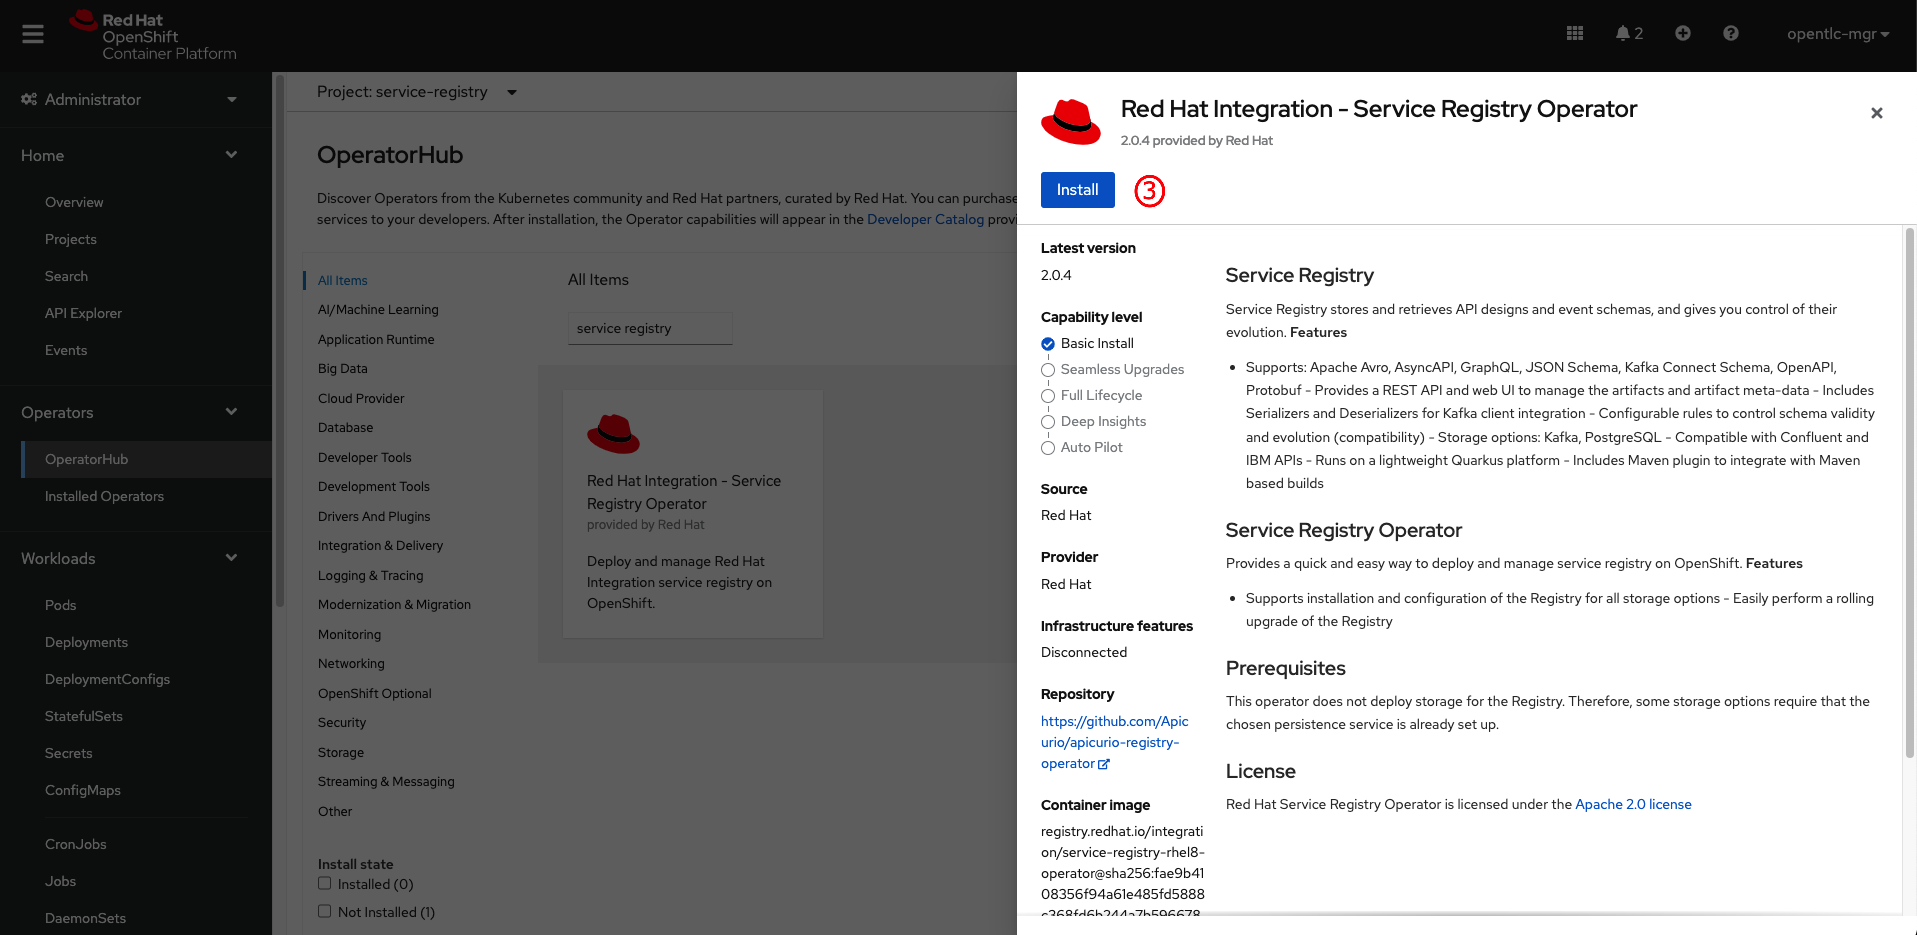 Red Hat
OpenShift
Container Platform
2
opentlc-mgr
Administrator
Home
Overview
Projects
Search
API Explorer
Events
Operators
OperatorHub
Installed Operators
Workloads
Pods
Deployments
DeploymentConfigs
StatefulSets
Secrets
ConfigMaps
CronJobs
Jobs
DaemonSets
Project: service-registry
OperatorHub
Discover Operators from the Kubernetes community and Red Hat partners, curated by Red Hat. You can purchase
services to your developers. After installation, the Operator capabilities will appear in the Developer Catalog
All Items
AI/Machine Learning
Application Runtime
Big Data
Cloud Provider
Database
Developer Tools
Development Tools
Drivers And Plugins
Integration & Delivery
Logging & Tracing
Modernization & Migration
Monitoring
Networking
OpenShift Optional
Security
Storage
Streaming & Messaging
Other
Install state
Installed (0)
Not Installed (1)
All Items
service registry
Red Hat Integration - Service
Registry Operator
provided by Red Hat
Deploy and manage Red Hat
Integration service registry on
OpenShift.
Red Hat Integration - Service Registry Operator
2.0.4 provided by Red Hat
Install
3
Latest version
2.0.4
Capability level
Basic Install
Seamless Upgrades
Full Lifecycle
Deep Insights
Auto Pilot
Source
Red Hat
Provider
Red Hat
Infrastructure features
Disconnected
Repository
https://github.com/Apic
urio/apicurio-registry-
operator
Container image
registry.redhat.io/integrati
on/service-registry-rhel8-
operator@sha256:fae9b41
08356f94a61e485fd5888
c368fd6b244a7b596678
Service Registry
Service Registry stores and retrieves API designs and event schemas, and gives you control of their
evolution. Features
• Supports: Apache Avro, AsyncAPI, GraphQL, JSON Schema, Kafka Connect Schema, OpenAPI,
Protobuf - Provides a REST API and web UI to manage the artifacts and artifact meta-data - Includes
Serializers and Deserializers for Kafka client integration - Configurable rules to control schema validity
and evolution (compatibility) - Storage options: Kafka, PostgreSQL - Compatible with Confluent and
IBM APIs - Runs on a lightweight Quarkus platform - Includes Maven plugin to integrate with Maven
based builds
Service Registry Operator
Provides a quick and easy way to deploy and manage service registry on OpenShift. Features
• Supports installation and configuration of the Registry for all storage options - Easily perform a rolling
upgrade of the Registry
Prerequisites
This operator does not deploy storage for the Registry. Therefore, some storage options require that the
chosen persistence service is already set up.
License
Red Hat Service Registry Operator is licensed under the Apache 2.0 license